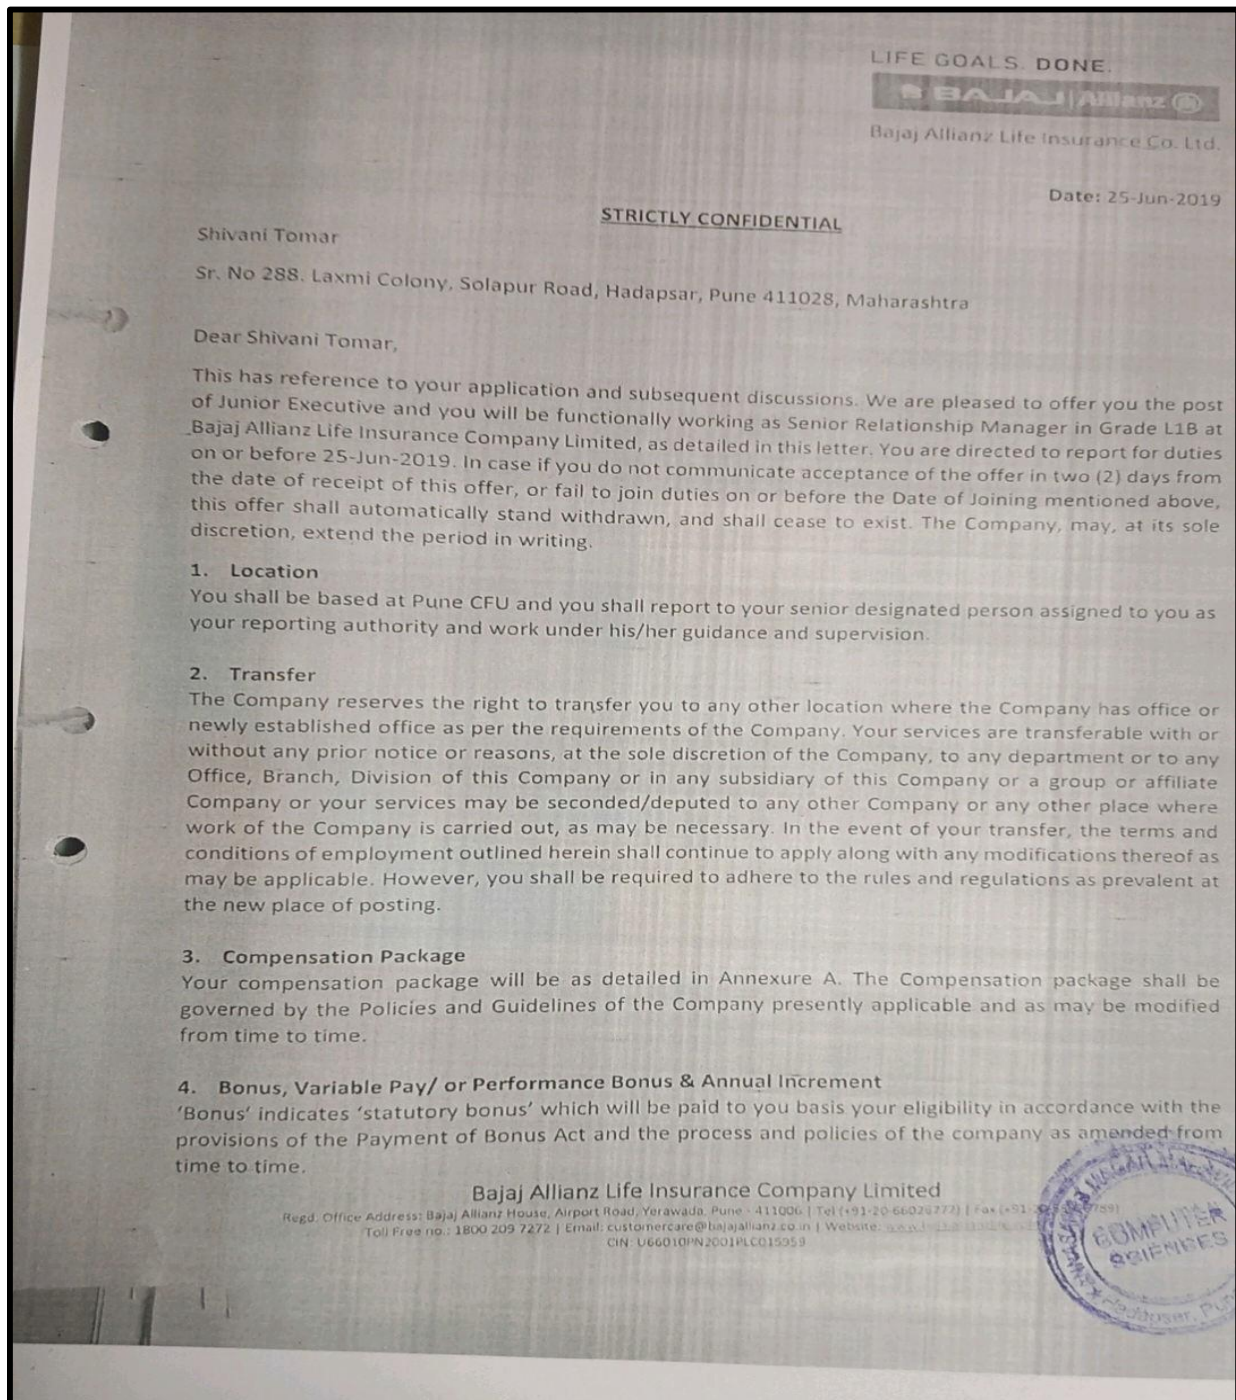 LIFE GOALS. DONE.
BAJAJ | Allianz
Bajaj Allianz Life Insurance Co. Ltd.
Date: 25-Jun-2019
STRICTLY CONFIDENTIAL
Shivani Tomar
Sr. No 288. Laxmi Colony, Solapur Road, Hadapsar, Pune 411028, Maharashtra
Dear Shivani Tomar,
This has reference to your application and subsequent discussions. We are pleased to offer you the post
of Junior Executive and you will be functionally working as Senior Relationship Manager in Grade L1B at
Bajaj Allianz Life Insurance Company Limited, as detailed in this letter. You are directed to report for duties
on or before 25-Jun-2019. In case if you do not communicate acceptance of the offer in two (2) days from
the date of receipt of this offer, or fail to join duties on or before the Date of Joining mentioned above,
this offer shall automatically stand withdrawn, and shall cease to exist. The Company, may, at its sole
discretion, extend the period in writing.
1. Location
You shall be based at Pune CFU and you shall report to your senior designated person assigned to you as
your reporting authority and work under his/her guidance and supervision.
2. Transfer
The Company reserves the right to transfer you to any other location where the Company has office or
newly established office as per the requirements of the Company. Your services are transferable with or
without any prior notice or reasons, at the sole discretion of the Company, to any department or to any
Office, Branch, Division of this Company or in any subsidiary of this Company or a group or affiliate
Company or your services may be seconded/deputed to any other Company or any other place where
work of the Company is carried out, as may be necessary. In the event of your transfer, the terms and
conditions of employment outlined herein shall continue to apply along with any modifications thereof as
may be applicable. However, you shall be required to adhere to the rules and regulations as prevalent at
the new place of posting.
3. Compensation Package
Your compensation package will be as detailed in Annexure A. The Compensation package shall be
governed by the Policies and Guidelines of the Company presently applicable and as may be modified
from time to time.
4. Bonus, Variable Pay/ or Performance Bonus & Annual Increment
'Bonus' indicates 'statutory bonus' which will be paid to you basis your eligibility in accordance with the
provisions of the Payment of Bonus Act and the process and policies of the company as amended from
time to time.
Bajaj Allianz Life Insurance Company Limited
Regd. Office Address: Bajaj Allianz House, Airport Road, Yerawada, Pune - 411006 | Tel (+91-20-66026777) | Fax (+91-
Toll Free no.: 1800 209 7272 | Email: customercare@bajajallianz.co.in | Website:
CIN: U66010PN2001PLC015959
COMPUTER
SCIENCES
Hadapsar, Pun